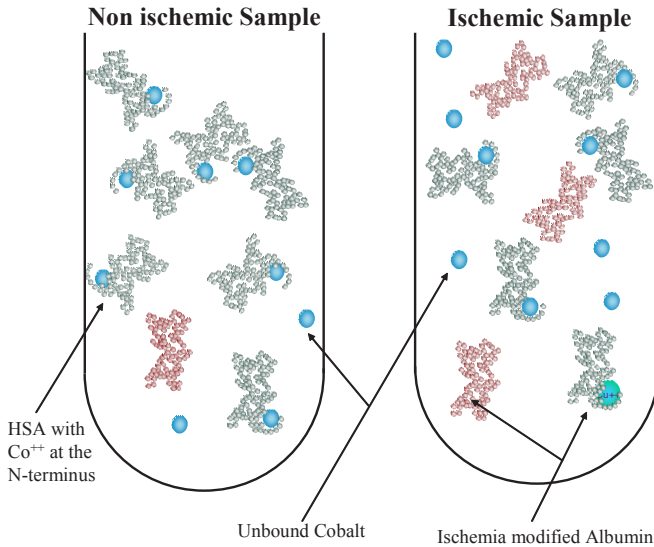 Non ischemic Sample
Ischemic Sample
HSA with
Co⁺⁺ at the
N-terminus
Unbound Cobalt
Ischemia modified Albumin